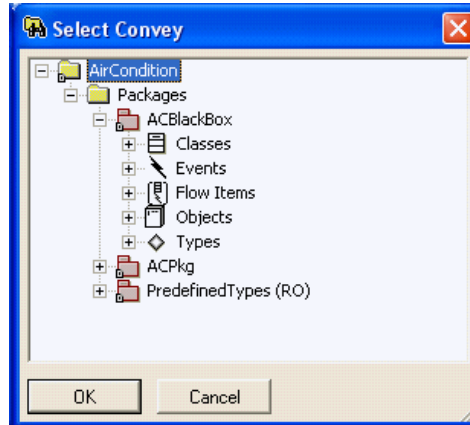 Select Convey
AirCondition
Packages
ACBlackBox
Classes
Events
Flow Items
Objects
Types
ACPkg
PredefinedTypes (RO)
OK Cancel